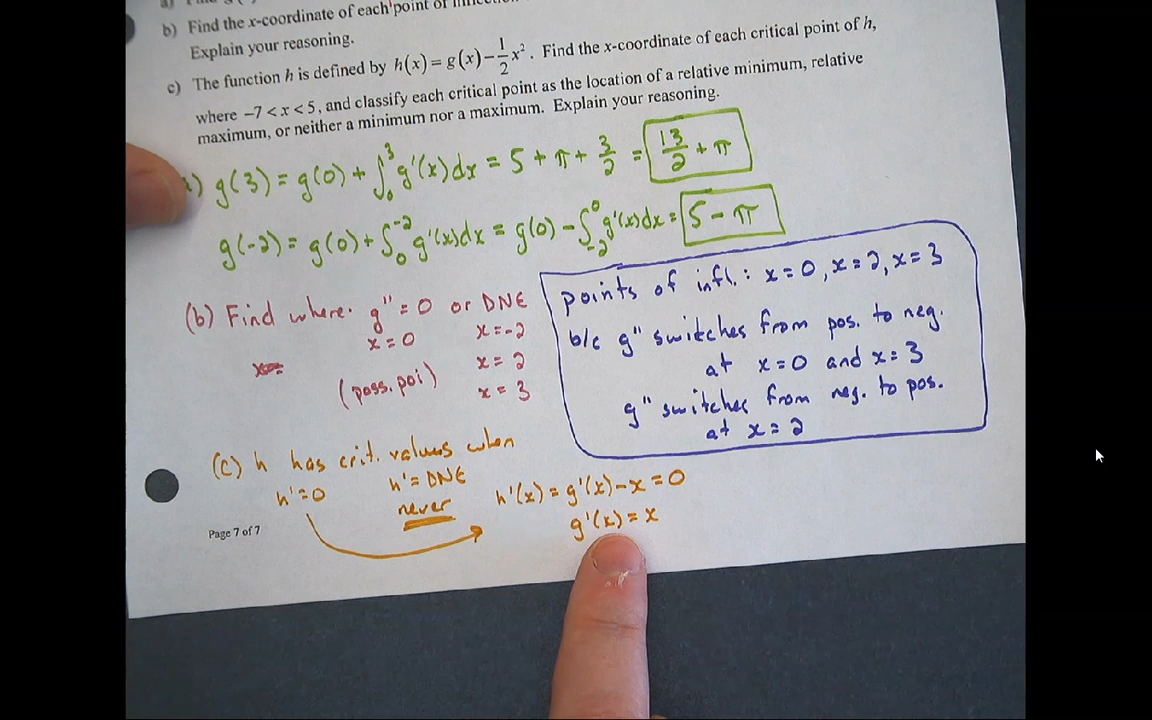 b) Find the x-coordinate of each point of
Explain your reasoning.
c) The function h is defined by h(x) = g(x) − 1/2 x². Find the x-coordinate of each critical point of h,
where −7 < x < 5, and classify each critical point as the location of a relative minimum, relative
maximum, or neither a minimum nor a maximum. Explain your reasoning.
) g(3) = g(0) + ∫₀³ g'(x)dx = 5 + π + 3/2 = 13/2 + π
g(-2) = g(0) + ∫₀⁻² g'(x)dx = g(0) − ∫₋₂⁰ g'(x)dx = 5 − π
(b) Find where: g'' = 0 or DNE
x = 0 x = -2
x = 2
(poss. poi) x = 3
points of infl.: x = 0, x = 2, x = 3
b/c g'' switches from pos. to neg.
at x = 0 and x = 3
g'' switches from neg. to pos.
at x = 2
(c) h has crit. values when
h' = 0 h' = DNE
never
h'(x) = g'(x) − x = 0
g'(x) = x
Page 7 of 7